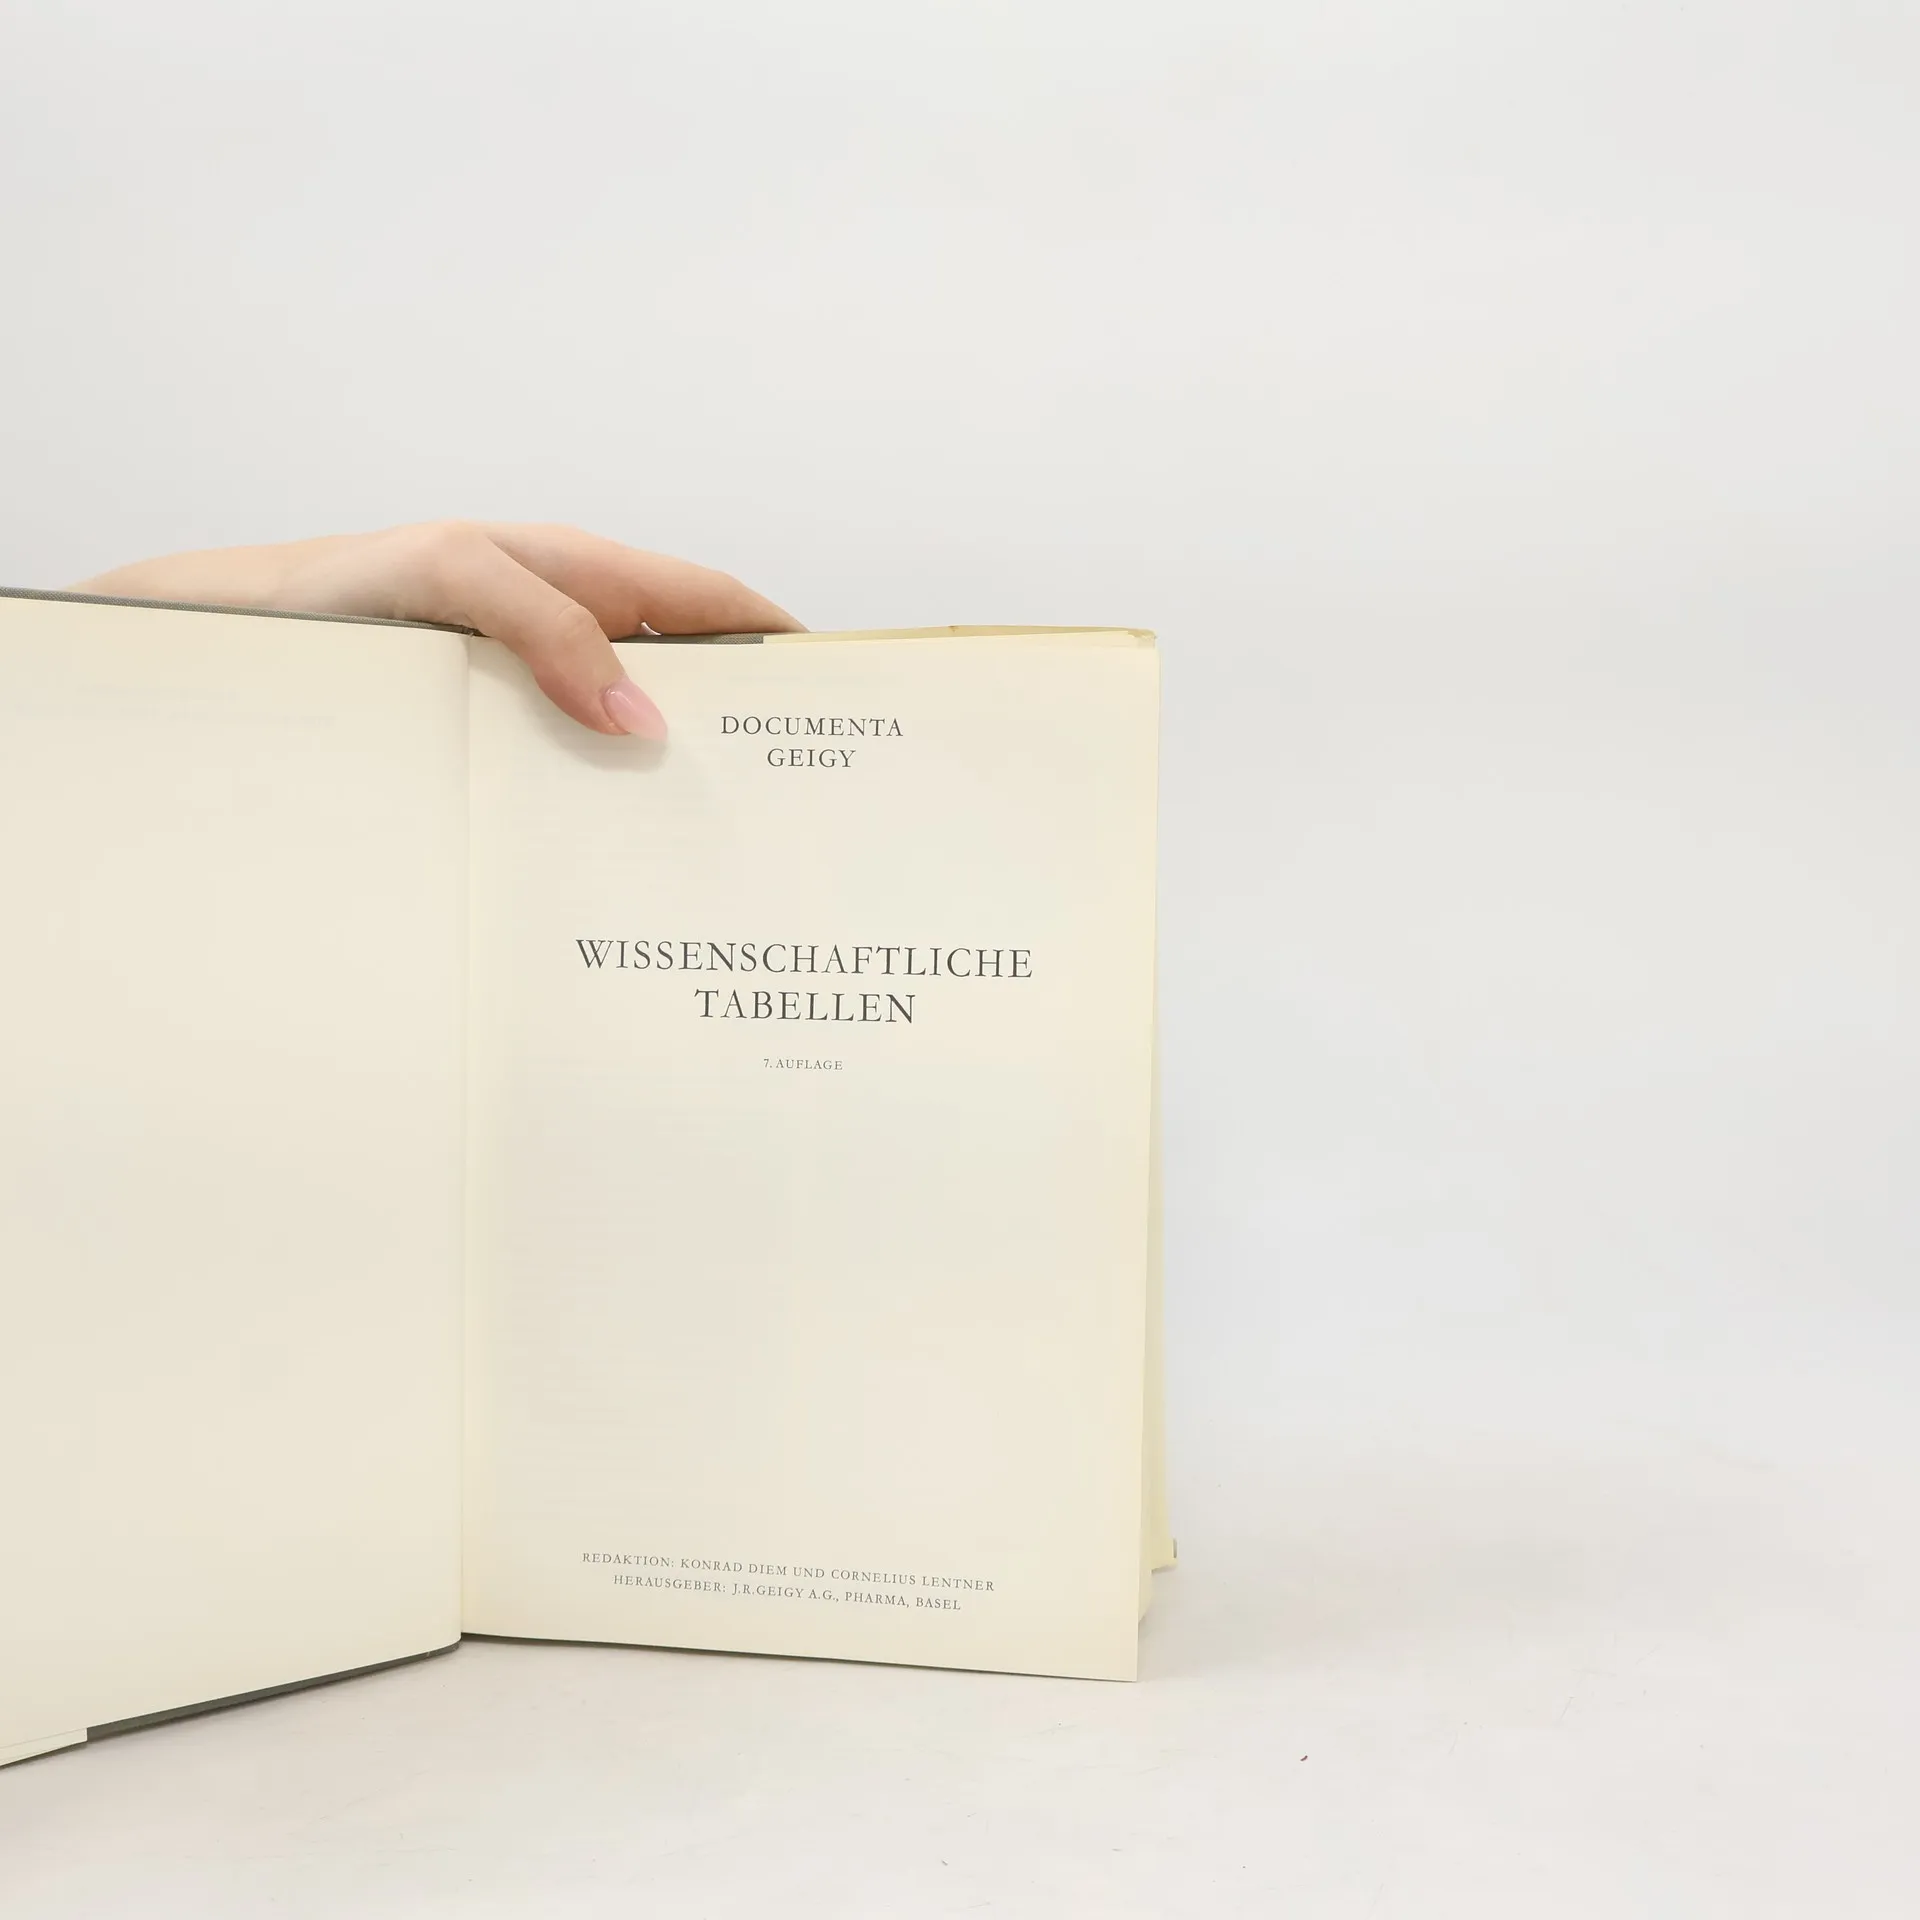 DOCUMENTA
GEIGY
WISSENSCHAFTLICHE
TABELLEN
7. AUFLAGE
REDAKTION: KONRAD DIEM UND CORNELIUS LENTNER
HERAUSGEBER: J.R.GEIGY A.G., PHARMA, BASEL